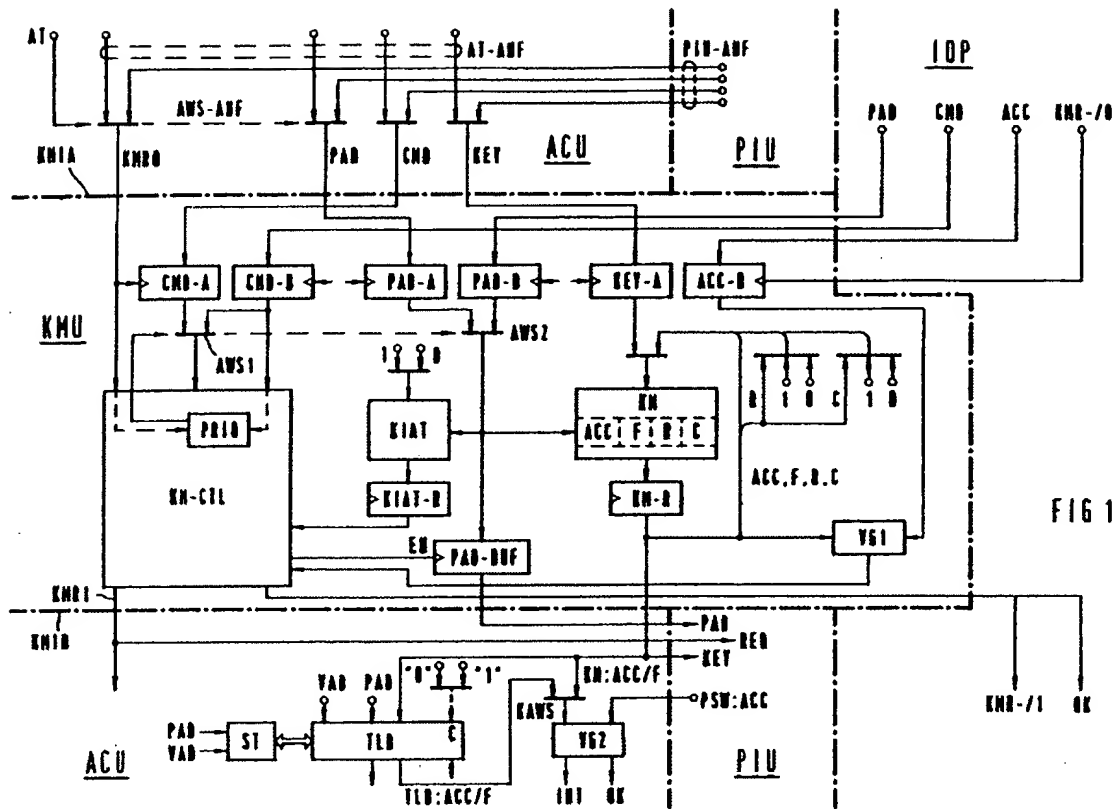 AT
AT-ANF
PIU-ANF
IOP
AWS-ANF
PAD CMD ACC KMR-/0
KMIA
KMR0
PAD
CMD
KEY
ACU
PIU
CMD-A
CMD-B
PAD-A
PAD-B
KEY-A
ACC-B
KMU
AWS1
AWS2
1 0
PRIO
KIAT
KM
ACC F R C
R 1 0 C 1 0
KM-CTL
KIAT-R
KM-R
ACC,F,R,C
FIG 1
EN
PAD-BUF
VG1
KMR1
KMIB
PAD
REQ
KEY
"0" "1"
VAD PAD
KM:ACC/F
KAWS
PSW:ACC
KMR-/1 OK
PAD
VAD
ST
TLB
C
VG2
ACU
TLB:ACC/F
INT OK
PIU